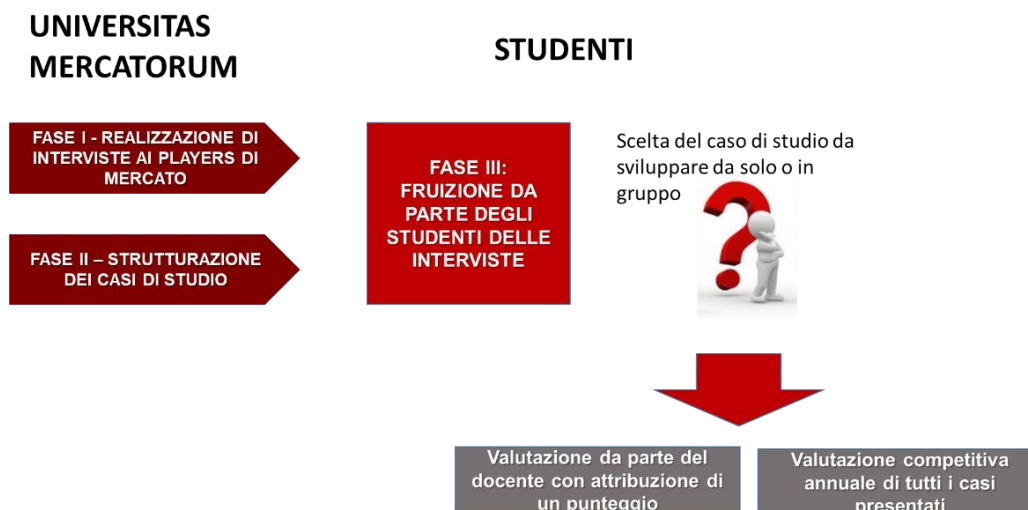 UNIVERSITAS
MERCATORUM
STUDENTI
FASE I - REALIZZAZIONE DI
INTERVISTE AI PLAYERS DI
MERCATO
FASE II – STRUTTURAZIONE
DEI CASI DI STUDIO
FASE III:
FRUIZIONE DA
PARTE DEGLI
STUDENTI DELLE
INTERVISTE
Scelta del caso di studio da
sviluppare da solo o in
gruppo
?
Valutazione da parte del
docente con attribuzione di
un punteggio
Valutazione competitiva
annuale di tutti i casi
presentati